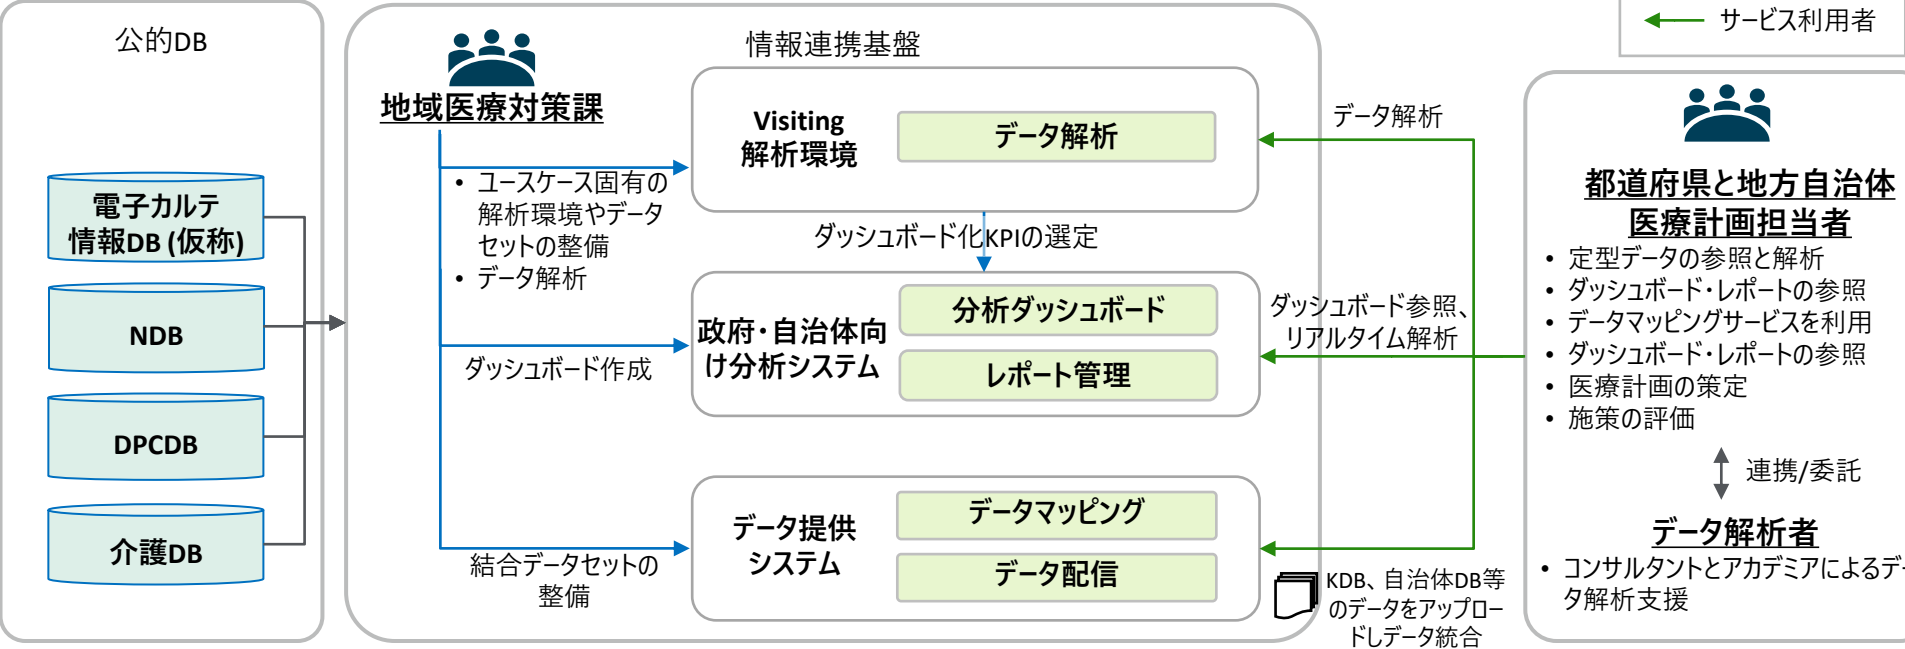 公的DB
電子カルテ
情報DB (仮称)
NDB
DPCDB
介護DB
情報連携基盤
地域医療対策課
• ユースケース固有の
解析環境やデータ
セットの整備
• データ解析
ダッシュボード作成
結合データセットの
整備
Visiting
解析環境
データ解析
ダッシュボード化KPIの選定
政府・自治体向
け分析システム
分析ダッシュボード
レポート管理
データ提供
システム
データマッピング
データ配信
データ解析
ダッシュボード参照、
リアルタイム解析
KDB、自治体DB等
のデータをアップロー
ドしデータ統合
サービス利用者
都道府県と地方自治体
医療計画担当者
• 定型データの参照と解析
• ダッシュボード・レポートの参照
• データマッピングサービスを利用
• ダッシュボード・レポートの参照
• 医療計画の策定
• 施策の評価
連携/委託
データ解析者
• コンサルタントとアカデミアによるデー
タ解析支援